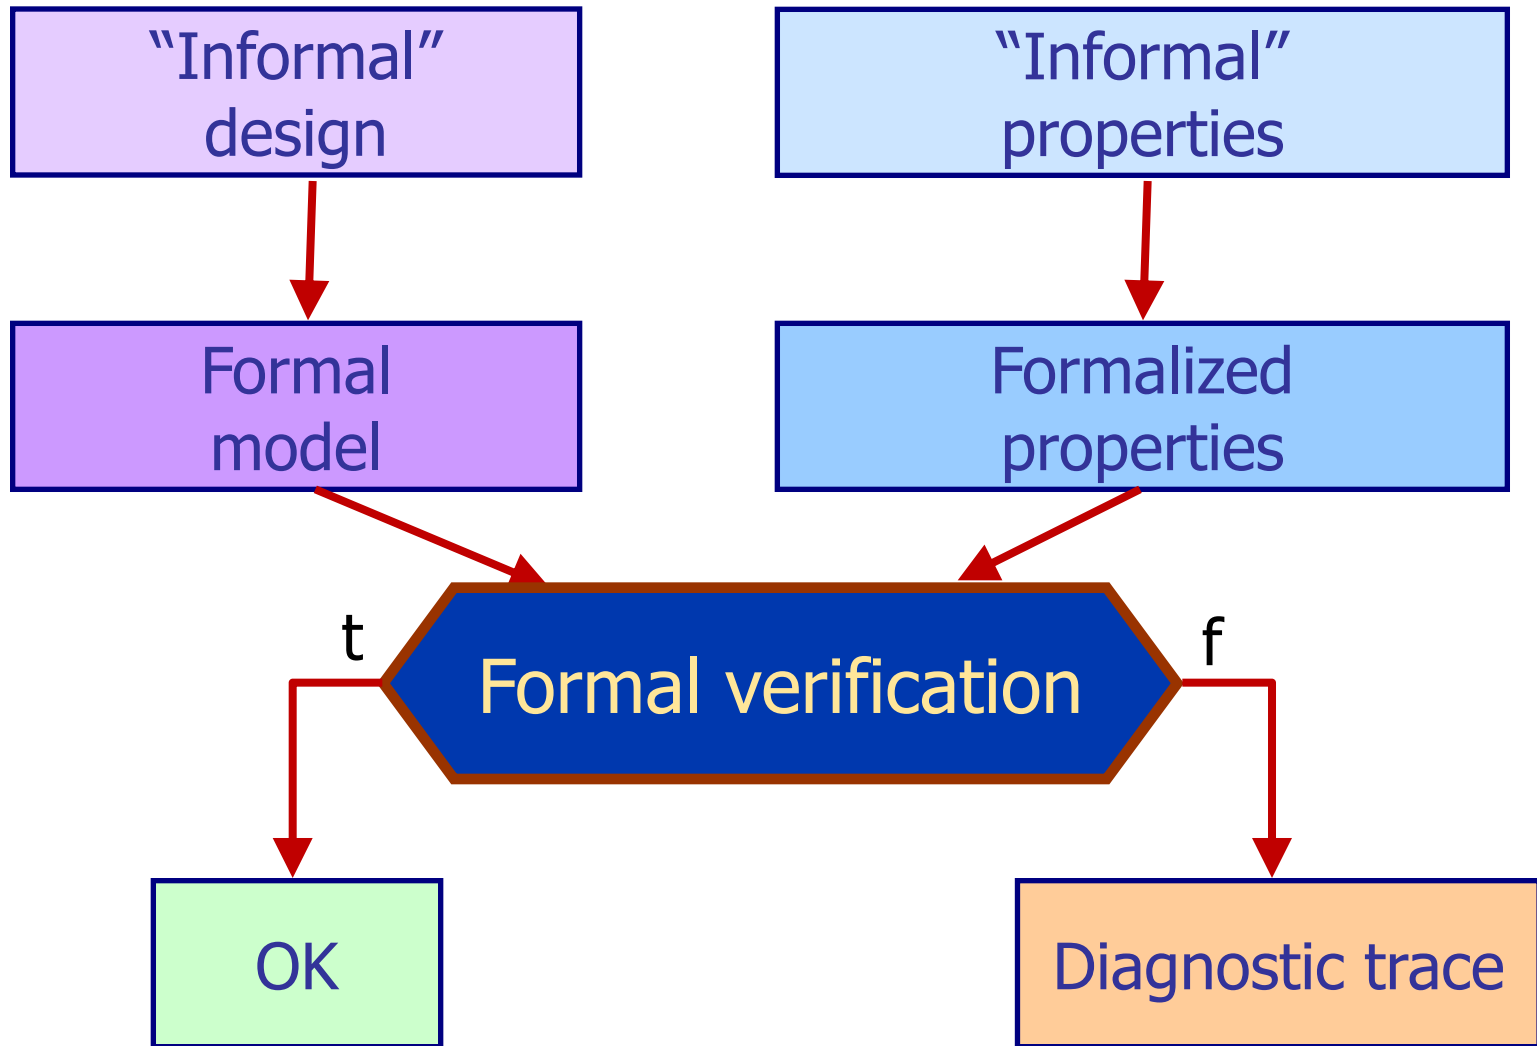 “Informal”
design
“Informal”
properties
Formal
model
Formalized
properties
t
f
Formal verification
OK
Diagnostic trace